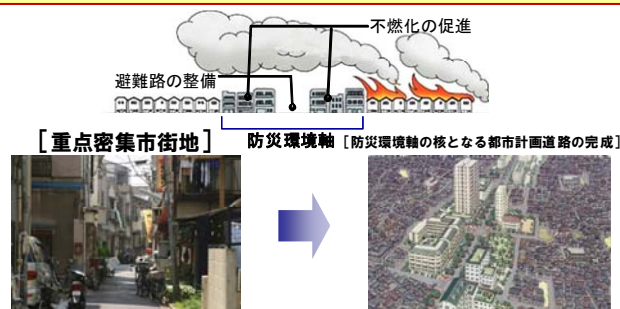 不燃化の促進
避難路の整備
［重点密集市街地］
防災環境軸［防災環境軸の核となる都市計画道路の完成］